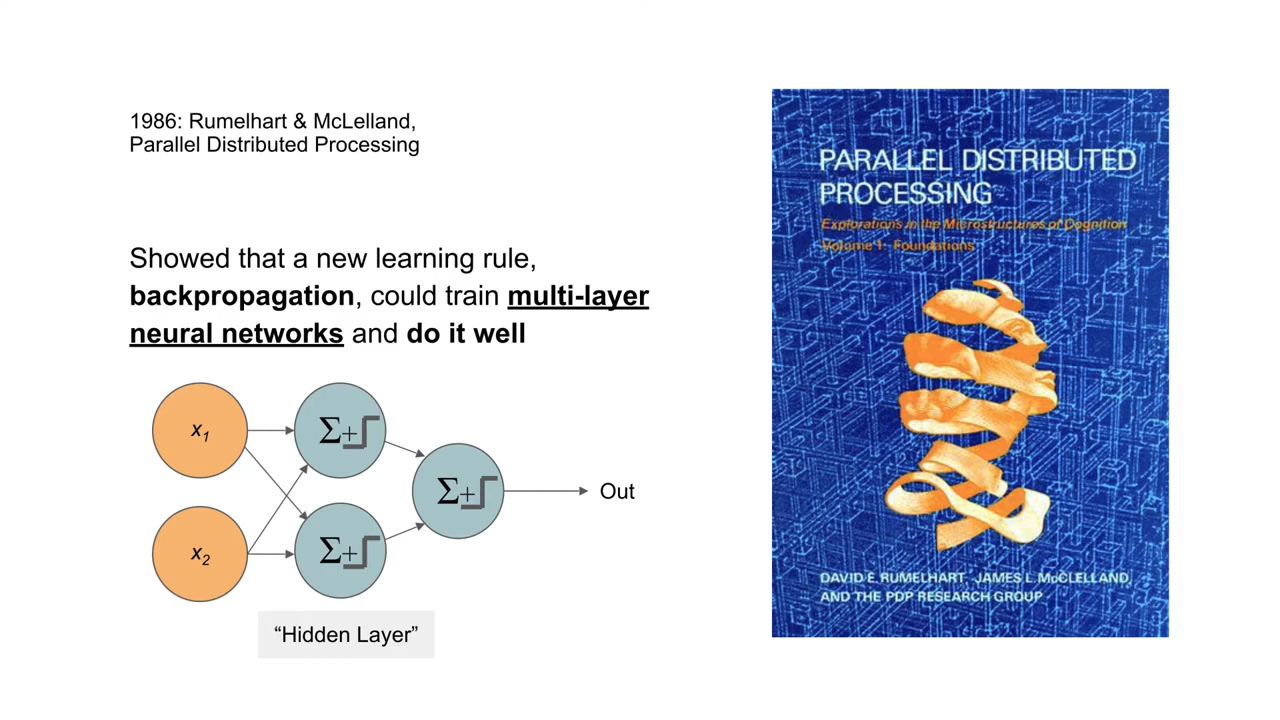 1986: Rumelhart & McLelland,
Parallel Distributed Processing
Showed that a new learning rule,
backpropagation, could train multi-layer
neural networks and do it well
x1
x2
Σ+
Σ+
Σ+
Out
“Hidden Layer”
PARALLEL DISTRIBUTED
PROCESSING
Explorations in the Microstructures of Cognition
Volume 1: Foundations
DAVID E. RUMELHART, JAMES L. McCLELLAND,
AND THE PDP RESEARCH GROUP